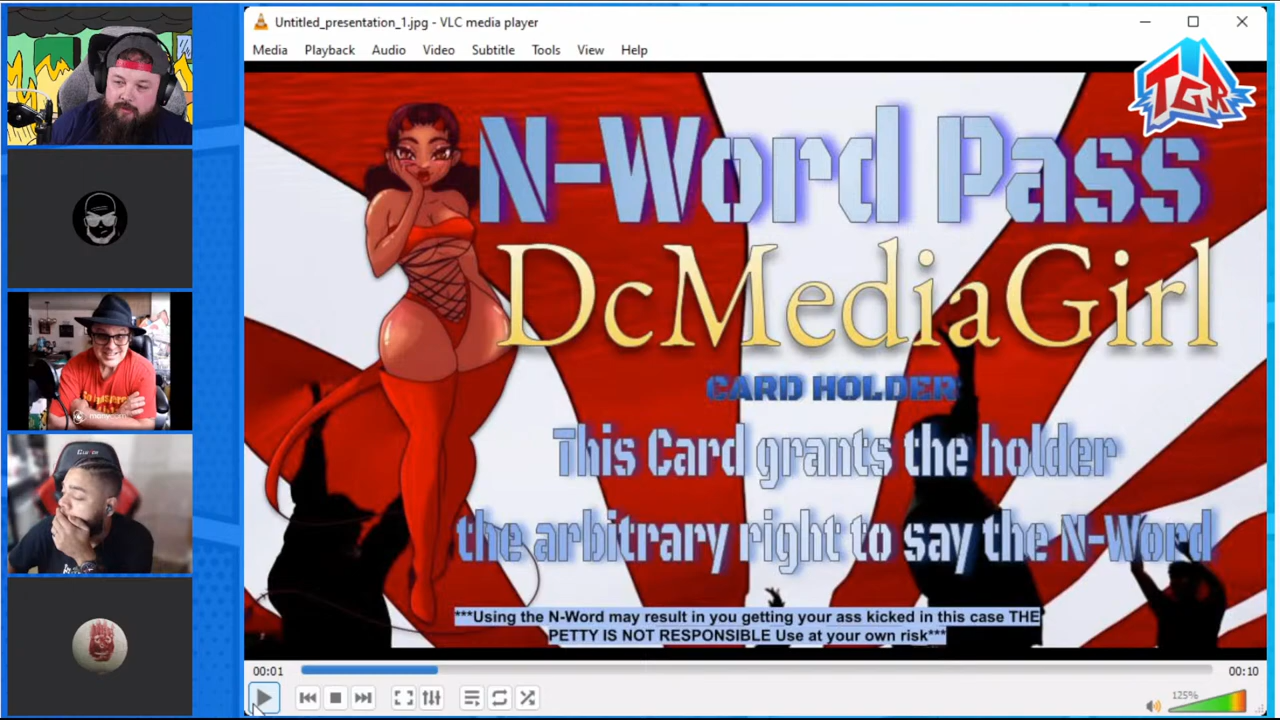 Untitled_presentation_1.jpg - VLC media player
Media Playback Audio Video Subtitle Tools View Help
TGR
N-Word Pass
DcMediaGirl
CARD HOLDER
This Card grants the holder
the arbitrary right to say the N-Word
***Using the N-Word may result in you getting your ass kicked in this case THE
PETTY IS NOT RESPONSIBLE Use at your own risk***
00:01
00:10
125%